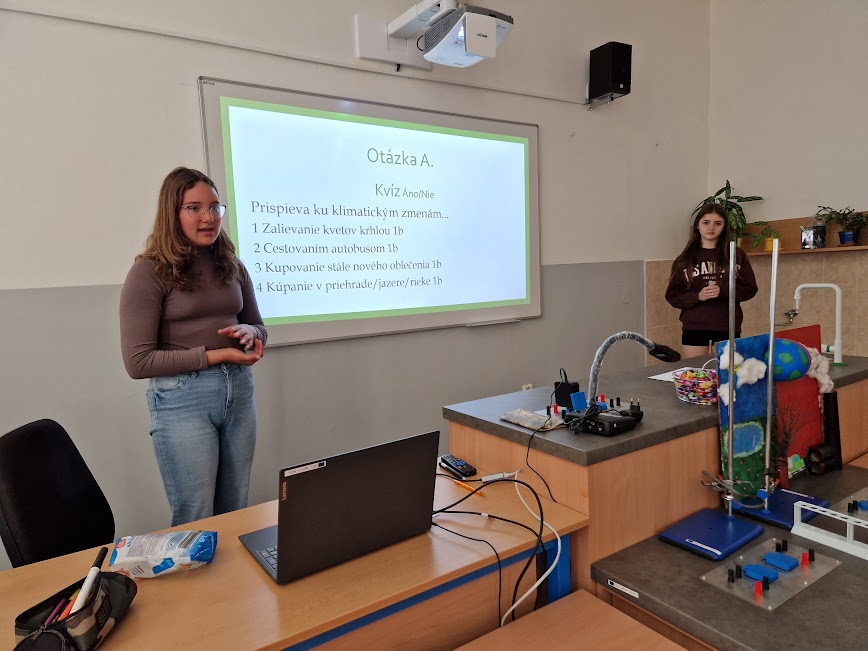 Otázka A.
Kvíz Áno/Nie
Prispieva ku klimatickým zmenám...
1 Zalievanie kvetov krhlou 1b
2 Cestovaním autobusom 1b
3 Kupovanie stále nového oblečenia 1b
4 Kúpanie v priehrade/jazere/rieke 1b
Lenovo